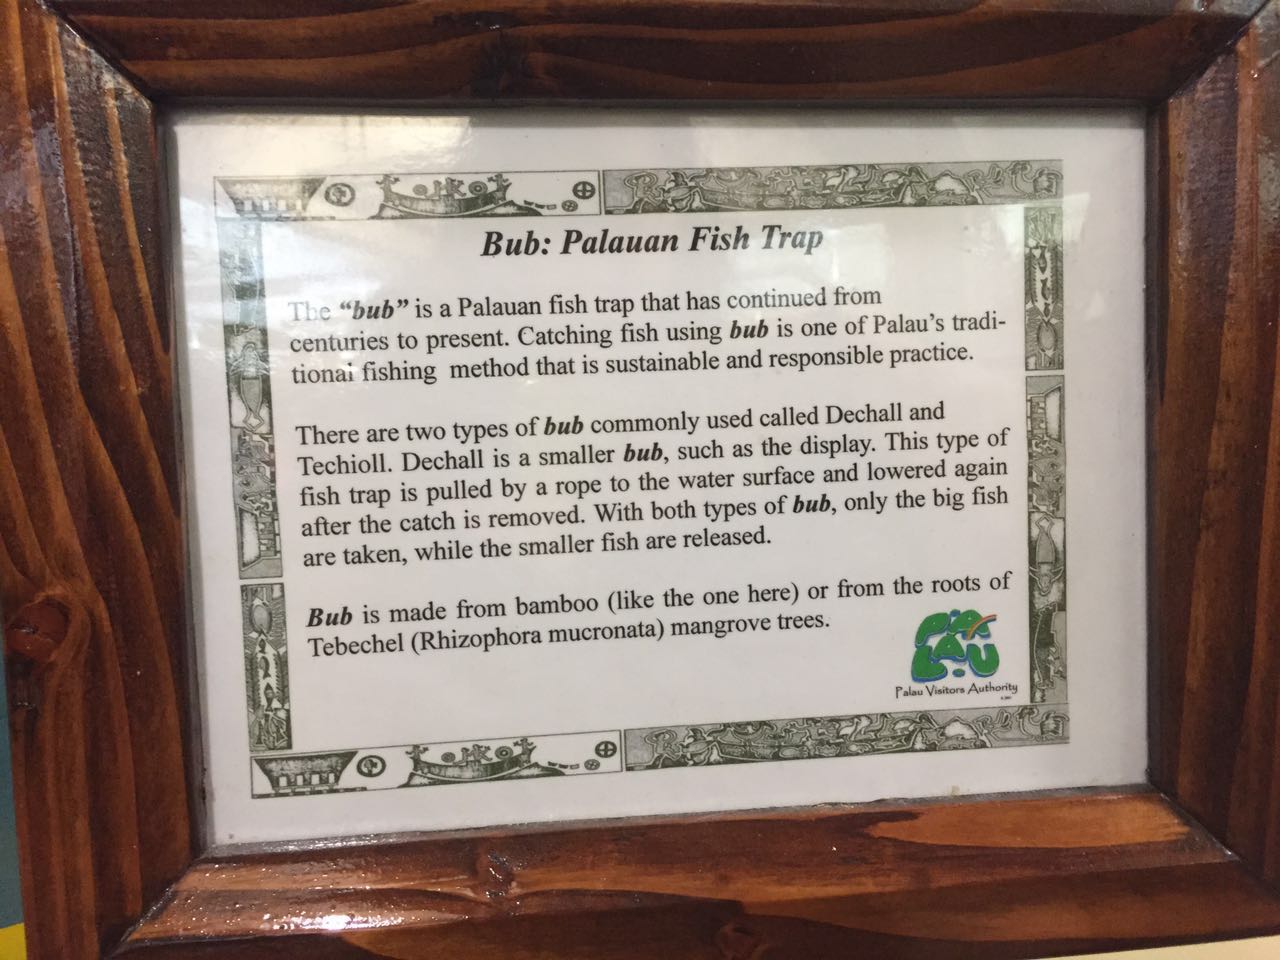 Bub: Palauan Fish Trap
The “bub” is a Palauan fish trap that has continued from
centuries to present. Catching fish using bub is one of Palau’s tradi-
tional fishing method that is sustainable and responsible practice.
There are two types of bub commonly used called Dechall and
Techioll. Dechall is a smaller bub, such as the display. This type of
fish trap is pulled by a rope to the water surface and lowered again
after the catch is removed. With both types of bub, only the big fish
are taken, while the smaller fish are released.
Bub is made from bamboo (like the one here) or from the roots of
Tebechel (Rhizophora mucronata) mangrove trees.
PALAU
Palau Visitors Authority